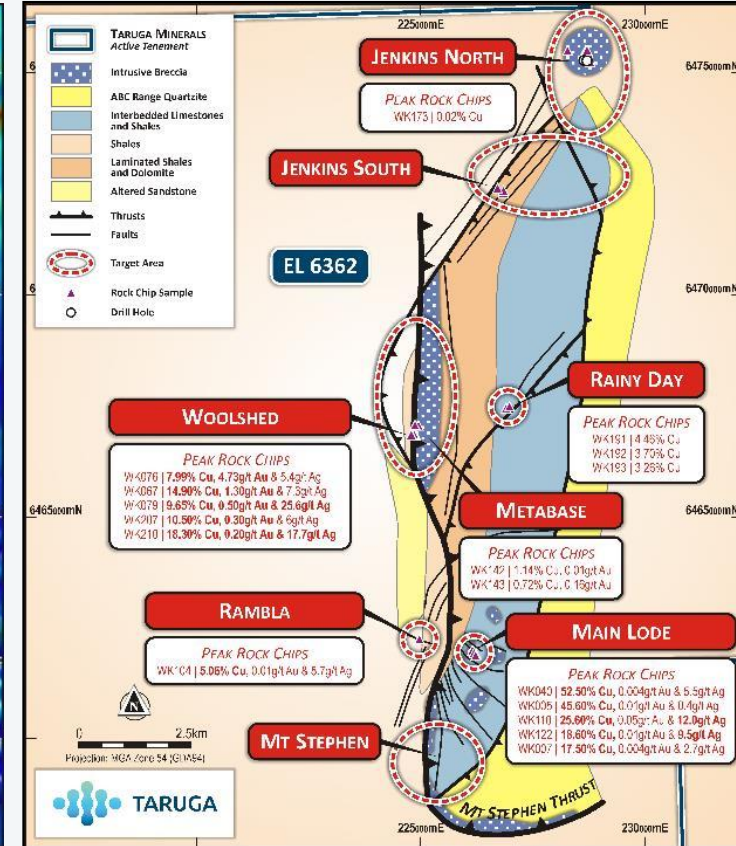 TARUGA MINERALS
Active Tenement
Intrusive Breccia
ABC Range Quartzite
Interbedded Limestones
and Shales
Shales
Laminated Shales
and Dolomite
Altered Sandstone
Thrusts
Faults
Target Area
Rock Chip Sample
Drill Hole
225000mE
230000mE
6475000mN
JENKINS NORTH
PEAK ROCK CHIPS
WK173 | 0.02% Cu
JENKINS SOUTH
EL 6362
6470000mN
RAINY DAY
PEAK ROCK CHIPS
WK191 | 4.46% Cu
WK192 | 3.70% Cu
WK193 | 3.26% Cu
WOOLSHED
PEAK ROCK CHIPS
WK076 | 7.99% Cu, 4.73g/t Au & 5.4g/t Ag
WK067 | 14.90% Cu, 1.30g/t Au & 7.3g/t Ag
WK079 | 9.65% Cu, 0.50g/t Au & 25.6g/t Ag
WK207 | 10.50% Cu, 0.30g/t Au & 6g/t Ag
WK210 | 18.30% Cu, 0.20g/t Au & 17.7g/t Ag
6465000mN
6465000mN
METABASE
PEAK ROCK CHIPS
WK142 | 1.14% Cu, 0.01g/t Au
WK143 | 0.72% Cu, 0.16g/t Au
RAMBLA
PEAK ROCK CHIPS
WK104 | 5.06% Cu, 0.01g/t Au & 5.7g/t Ag
MAIN LODE
PEAK ROCK CHIPS
WK040 | 52.50% Cu, 0.004g/t Au & 5.5g/t Ag
WK005 | 45.60% Cu, 0.01g/t Au & 0.4g/t Ag
WK110 | 25.60% Cu, 0.05g/t Au & 12.0g/t Ag
WK122 | 18.60% Cu, 0.01g/t Au & 9.5g/t Ag
WK007 | 17.50% Cu, 0.004g/t Au & 2.7g/t Ag
MT STEPHEN
N
0 2.5km
Projection: MGA Zone 54 (GDA94)
TARUGA
MT STEPHEN THRUST
225000mE
230000mE